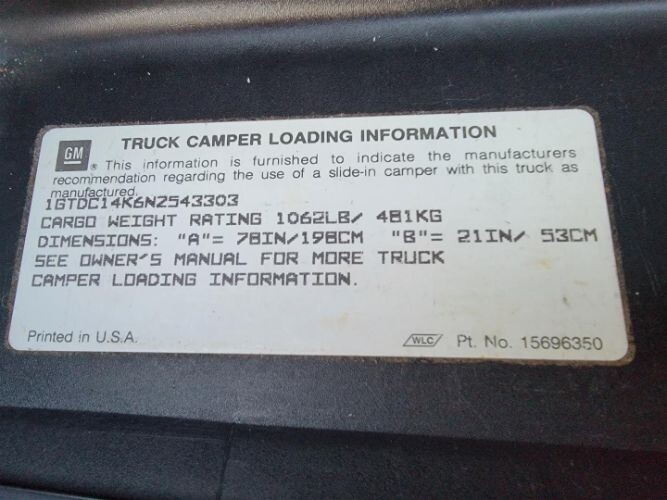 GM ® TRUCK CAMPER LOADING INFORMATION
This information is furnished to indicate the manufacturers
recommendation regarding the use of a slide-in camper with this truck as
manufactured.
1GTDC14K6NZ543303
CARGO WEIGHT RATING 1062LB/ 481KG
DIMENSIONS: "A"= 78IN/198CM "B"= 21IN/ 53CM
SEE OWNER'S MANUAL FOR MORE TRUCK
CAMPER LOADING INFORMATION.
Printed in U.S.A. WLC Pt. No. 15696350